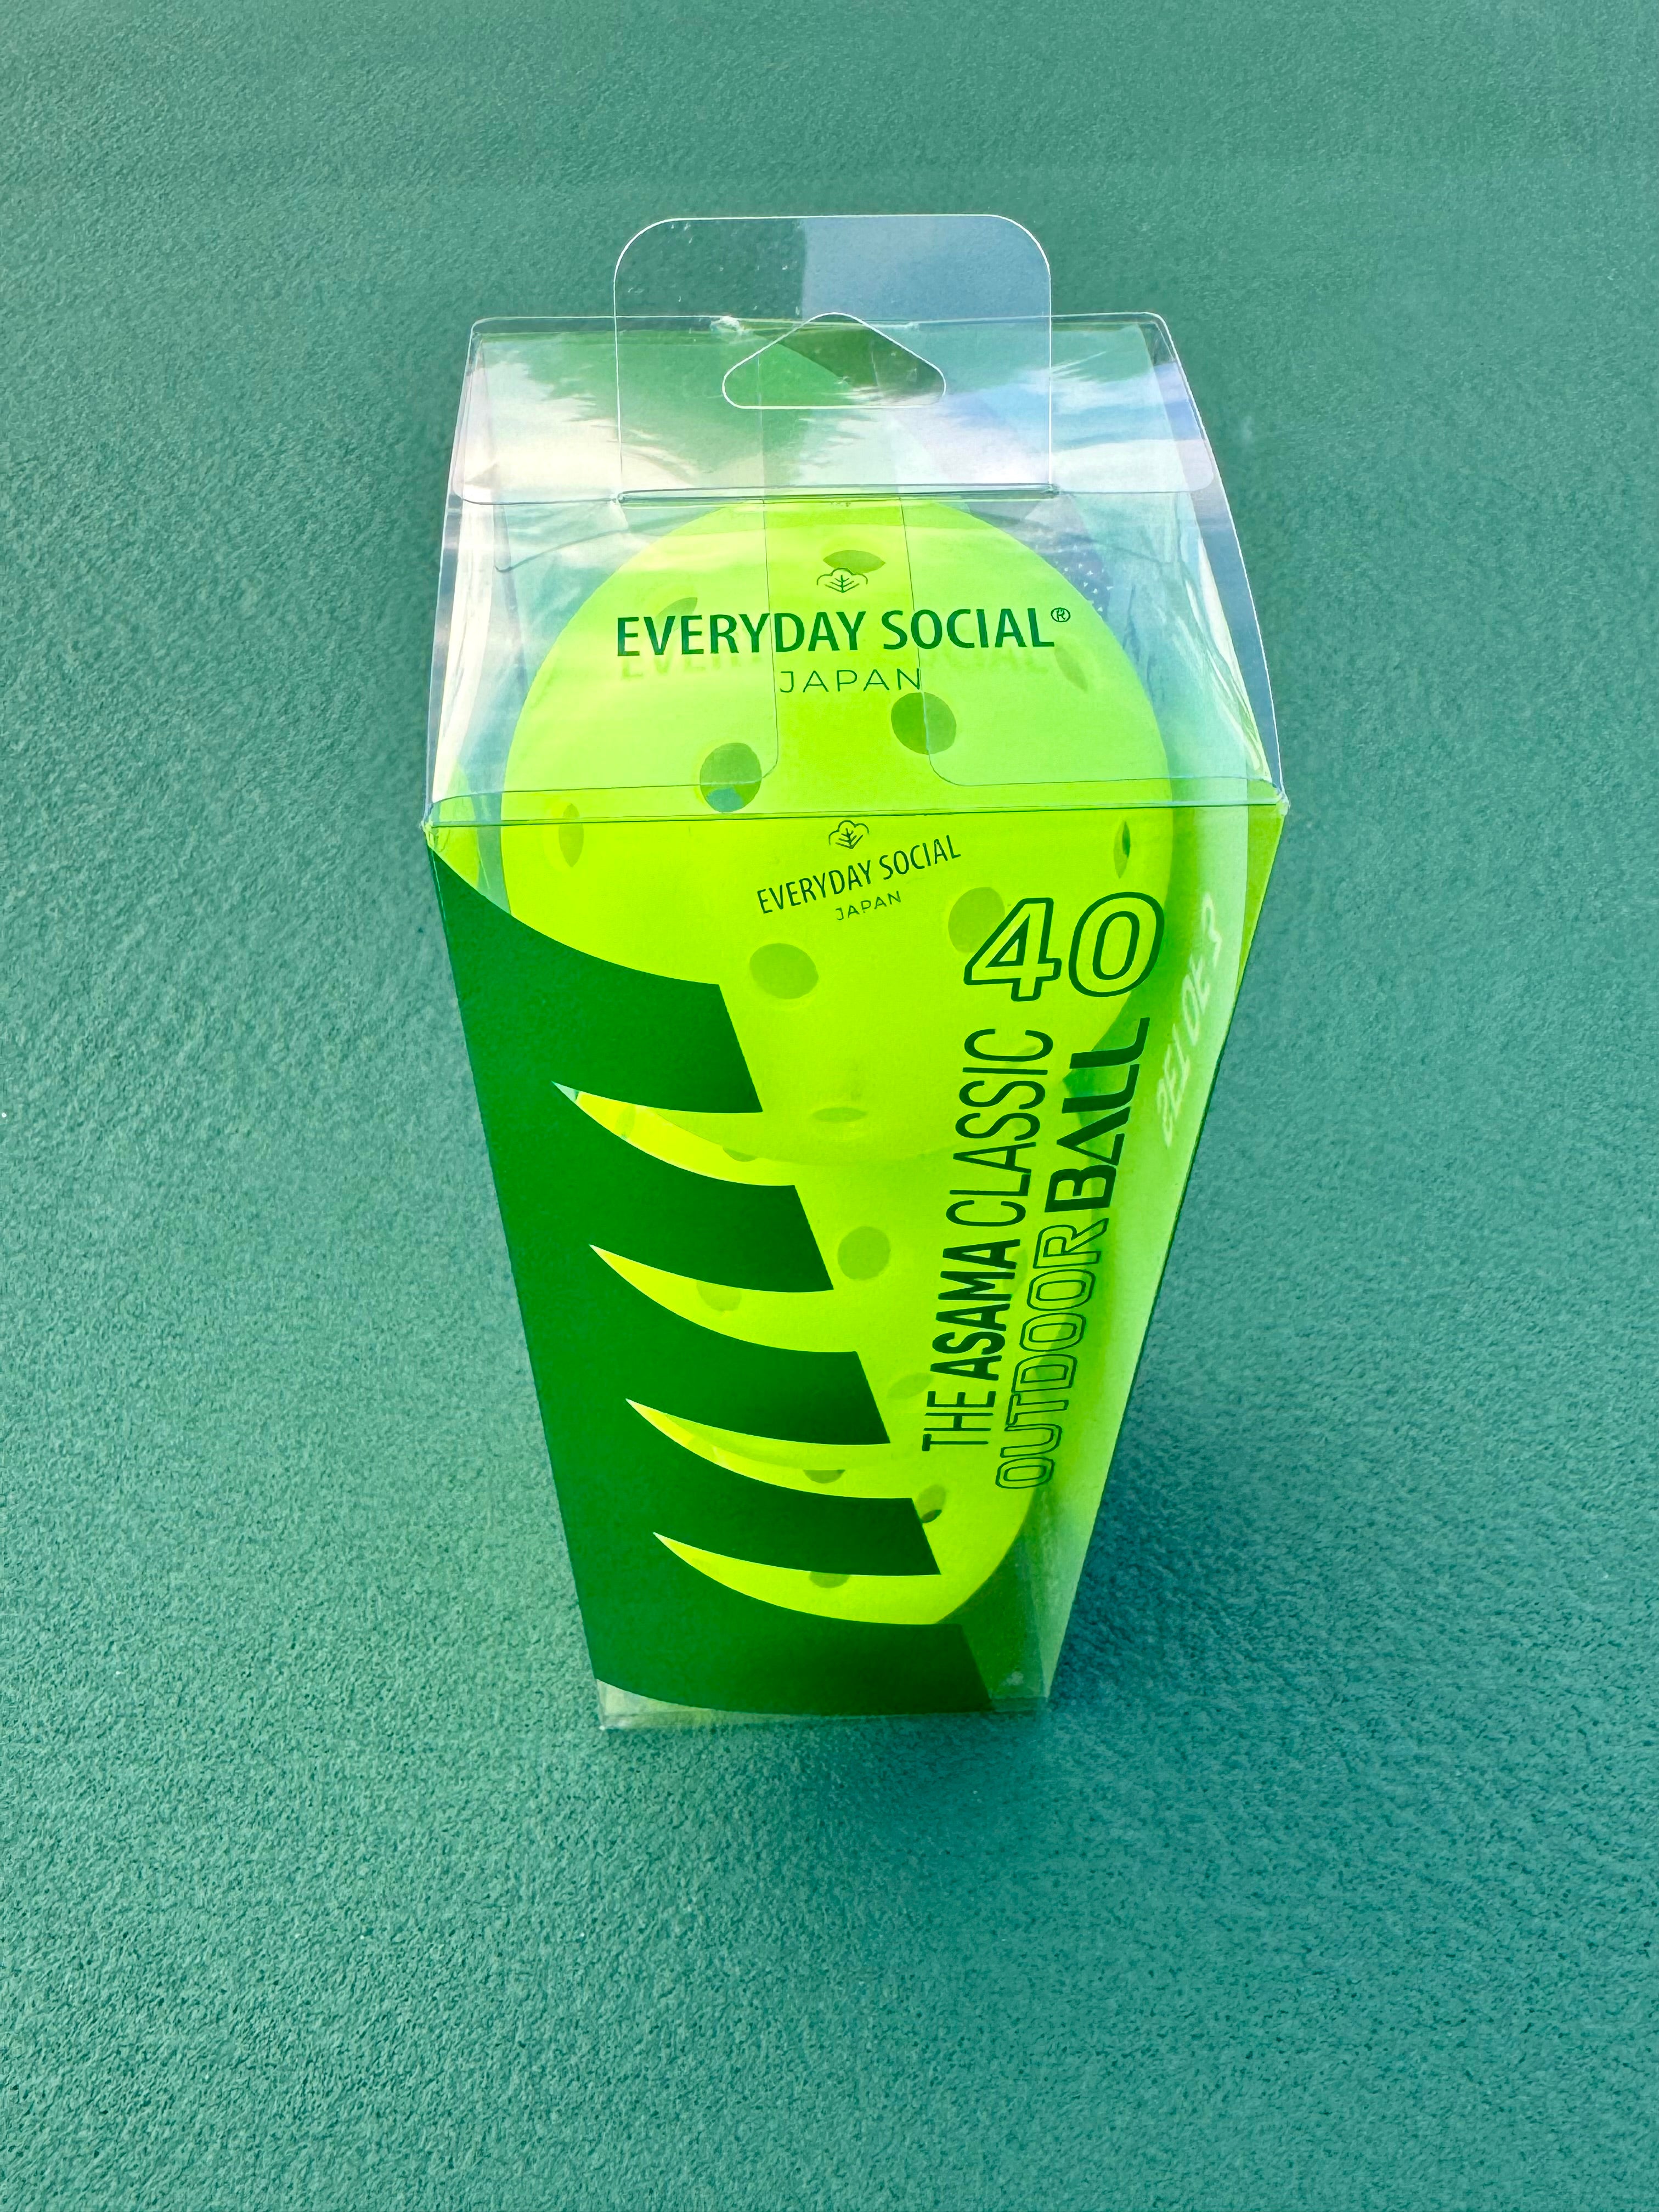 EVERYDAY SOCIAL®
JAPAN
EVERYDAY SOCIAL
JAPAN
THE ASAMA CLASSIC 40
OUTDOOR BALL